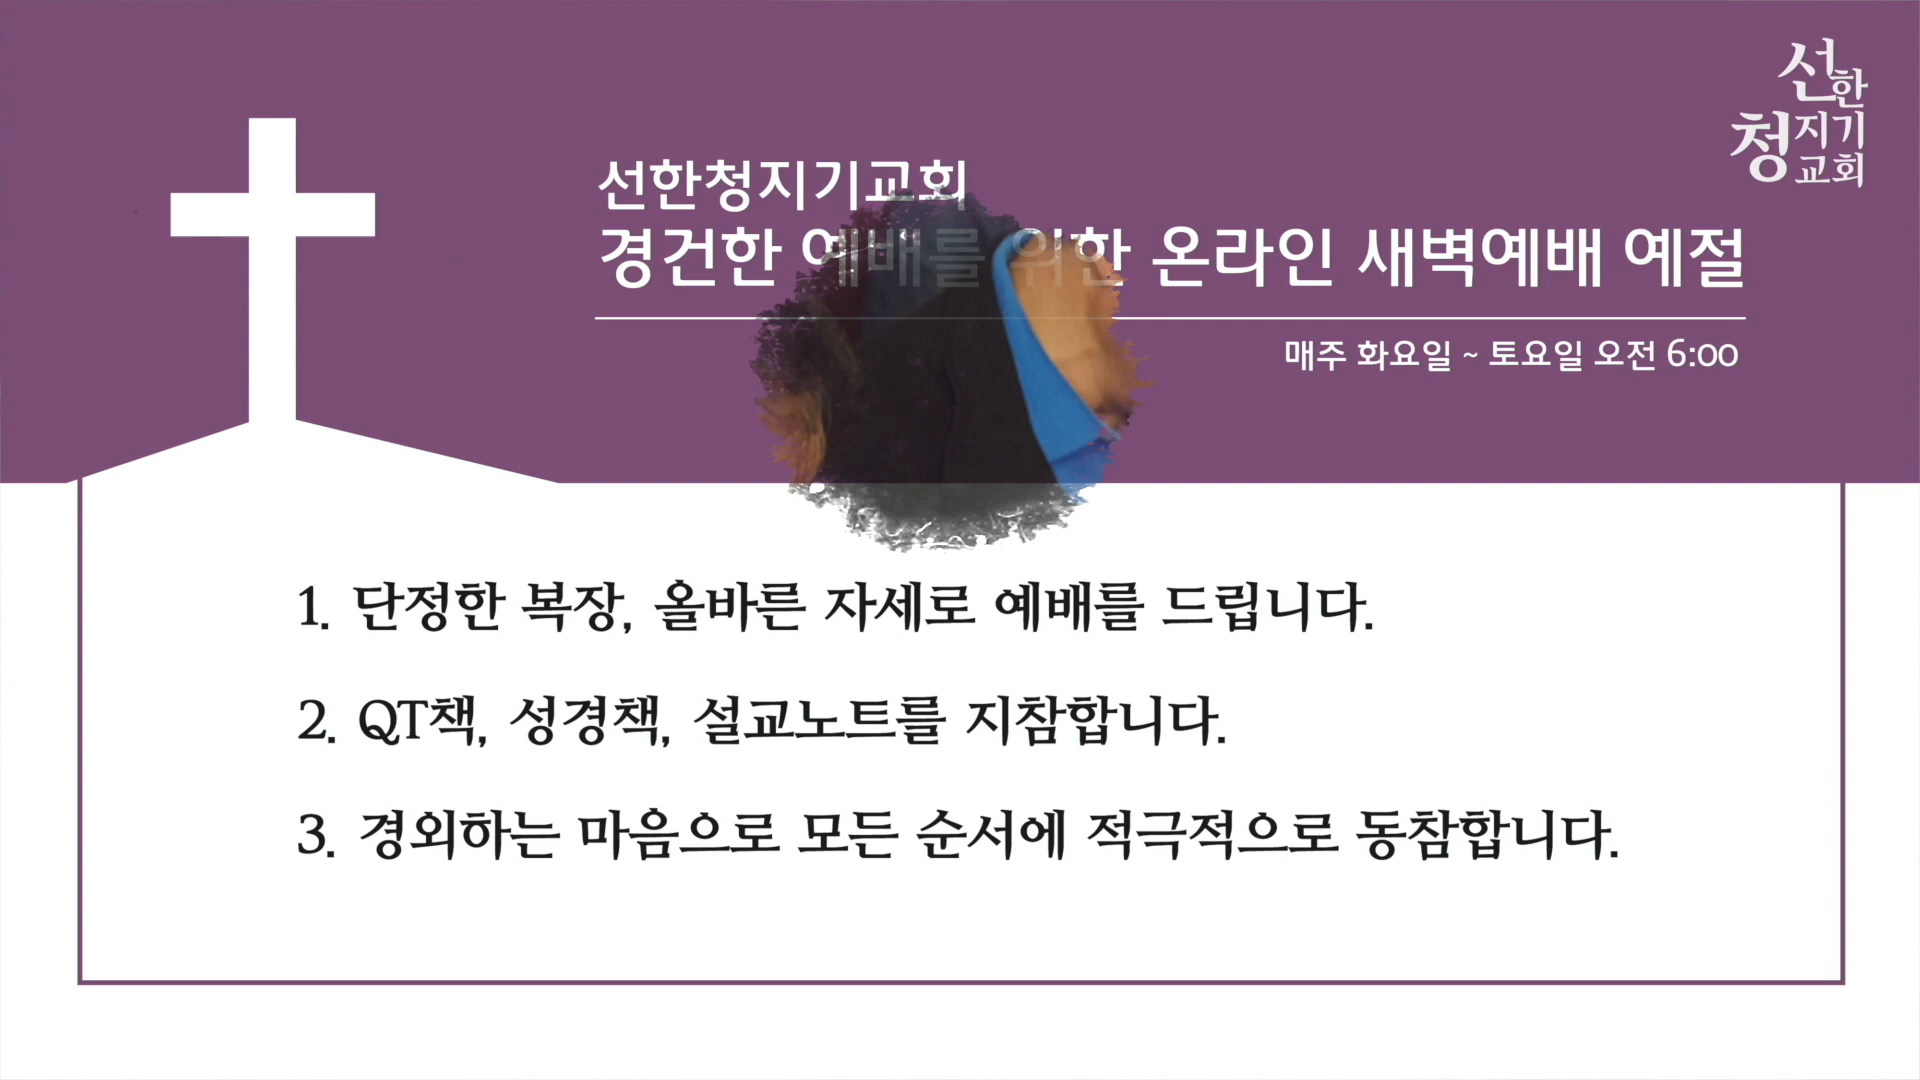 선한
청지기
교회
선한청지기교회
경건한 예배를 위한 온라인 새벽예배 예절
매주 화요일 ~ 토요일 오전 6:00
1. 단정한 복장, 올바른 자세로 예배를 드립니다.
2. QT책, 성경책, 설교노트를 지참합니다.
3. 경외하는 마음으로 모든 순서에 적극적으로 동참합니다.